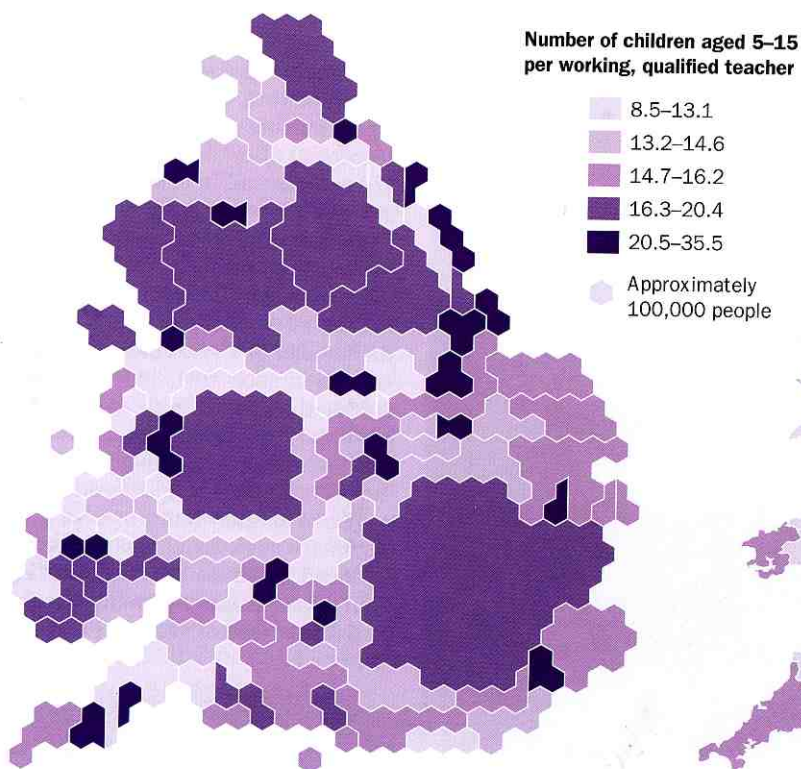 Number of children aged 5–15
per working, qualified teacher
8.5–13.1
13.2–14.6
14.7–16.2
16.3–20.4
20.5–35.5
Approximately
100,000 people